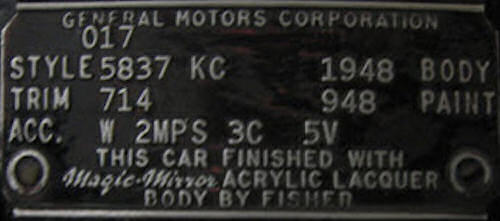 GENERAL MOTORS CORPORATION
017
STYLE 5837 KC 1948 BODY
TRIM 714 948 PAINT
ACC. W 2MPS 3C 5V
THIS CAR FINISHED WITH
Magic-Mirror ACRYLIC LACQUER
BODY BY FISHER